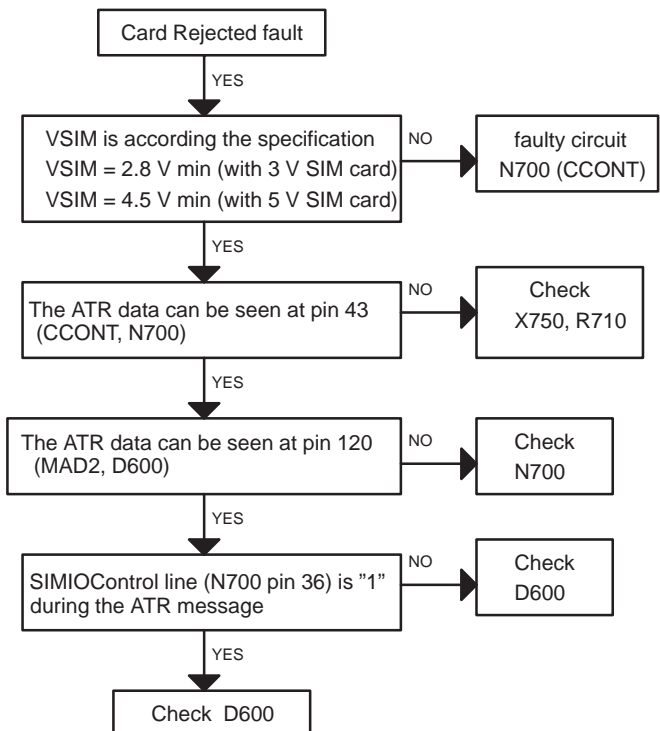 Card Rejected fault
YES
VSIM is according the specification
VSIM = 2.8 V min (with 3 V SIM card)
VSIM = 4.5 V min (with 5 V SIM card)
NO
faulty circuit
N700 (CCONT)
YES
The ATR data can be seen at pin 43
(CCONT, N700)
NO
Check
X750, R710
YES
The ATR data can be seen at pin 120
(MAD2, D600)
NO
Check
N700
YES
SIMIOControl line (N700 pin 36) is ”1”
during the ATR message
NO
Check
D600
YES
Check D600